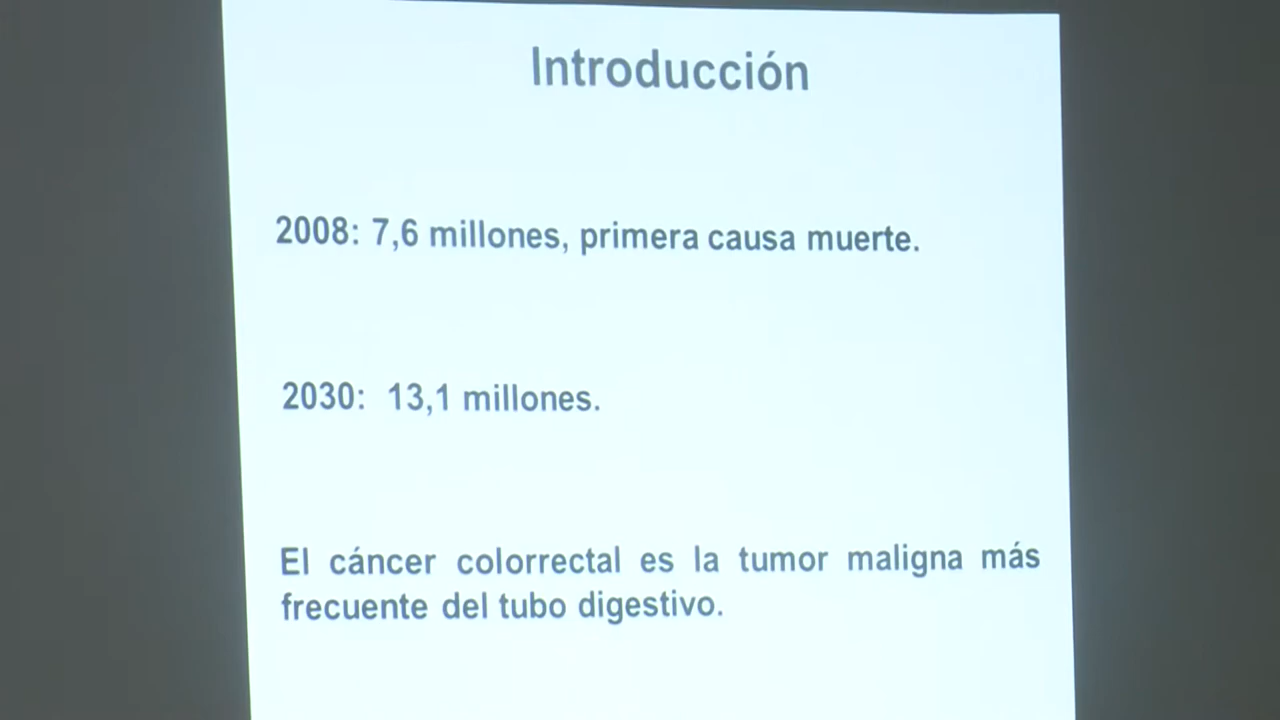 Introducción
2008: 7,6 millones, primera causa muerte.
2030: 13,1 millones.
El cáncer colorrectal es la tumor maligna más
frecuente del tubo digestivo.